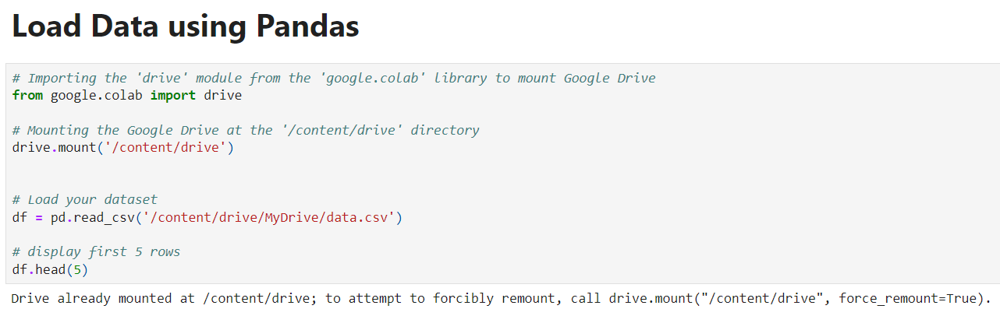 Load Data using Pandas
# Importing the 'drive' module from the 'google.colab' library to mount Google Drive
from google.colab import drive
# Mounting the Google Drive at the '/content/drive' directory
drive.mount('/content/drive')
# Load your dataset
df = pd.read_csv('/content/drive/MyDrive/data.csv')
# display first 5 rows
df.head(5)
Drive already mounted at /content/drive; to attempt to forcibly remount, call drive.mount("/content/drive", force_remount=True).